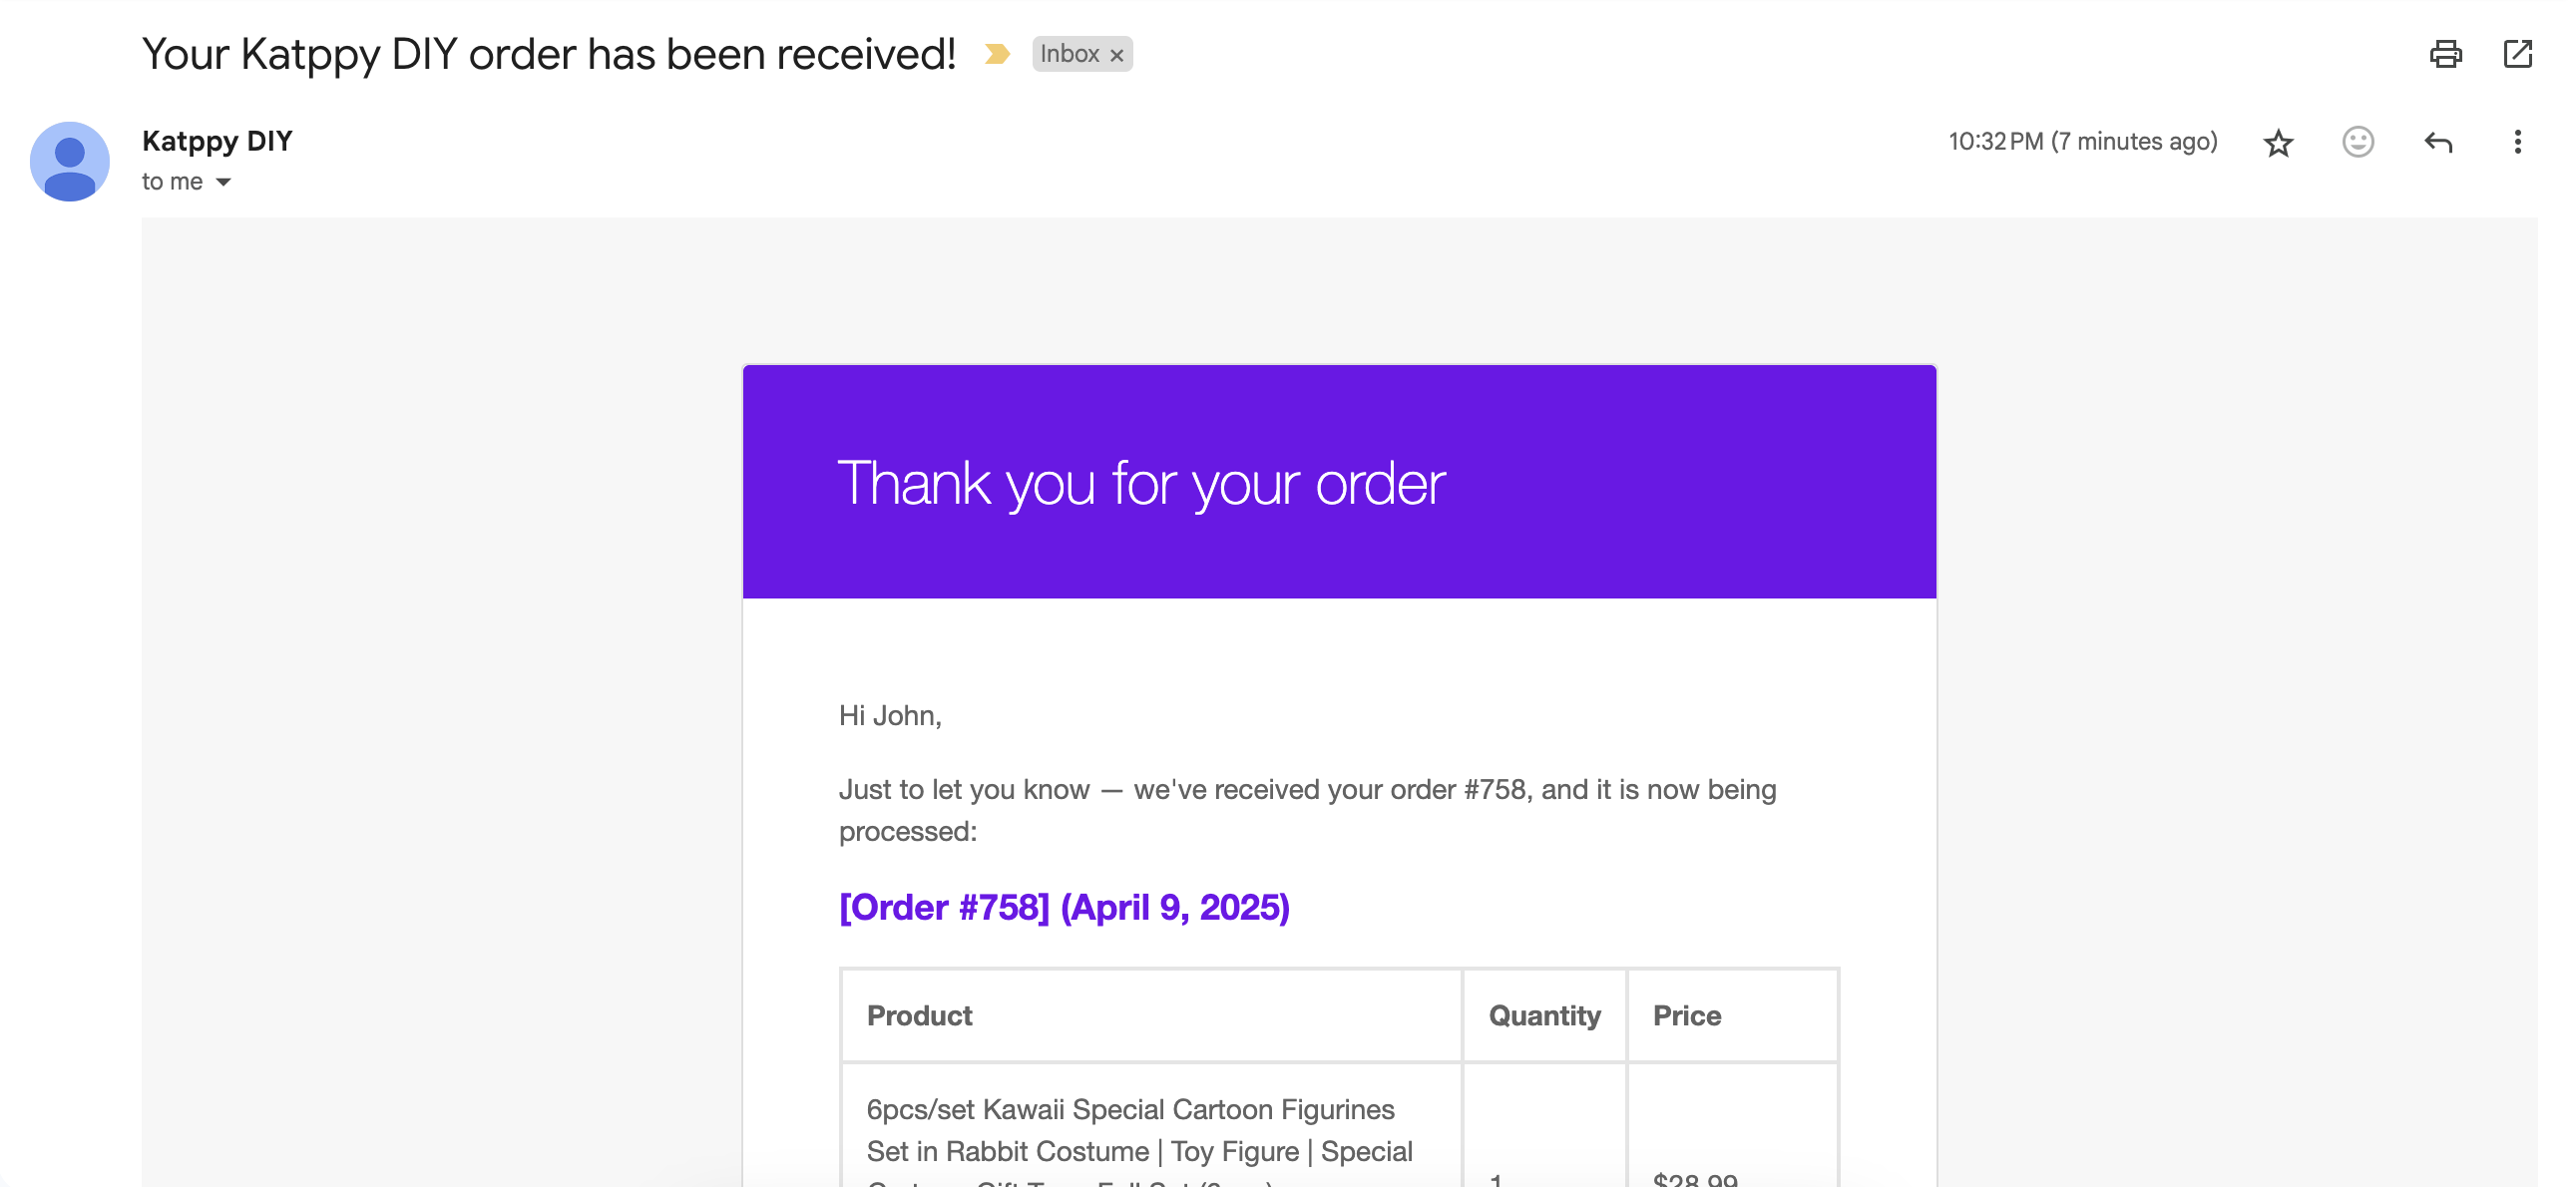 Your Katppy DIY order has been received!
Inbox ×
Katppy DIY
10:32 PM (7 minutes ago)
to me
Thank you for your order
Hi John,
Just to let you know — we've received your order #758, and it is now being
processed:
[Order #758] (April 9, 2025)
Product Quantity Price
6pcs/set Kawaii Special Cartoon Figurines
Set in Rabbit Costume | Toy Figure | Special
1 $28.99